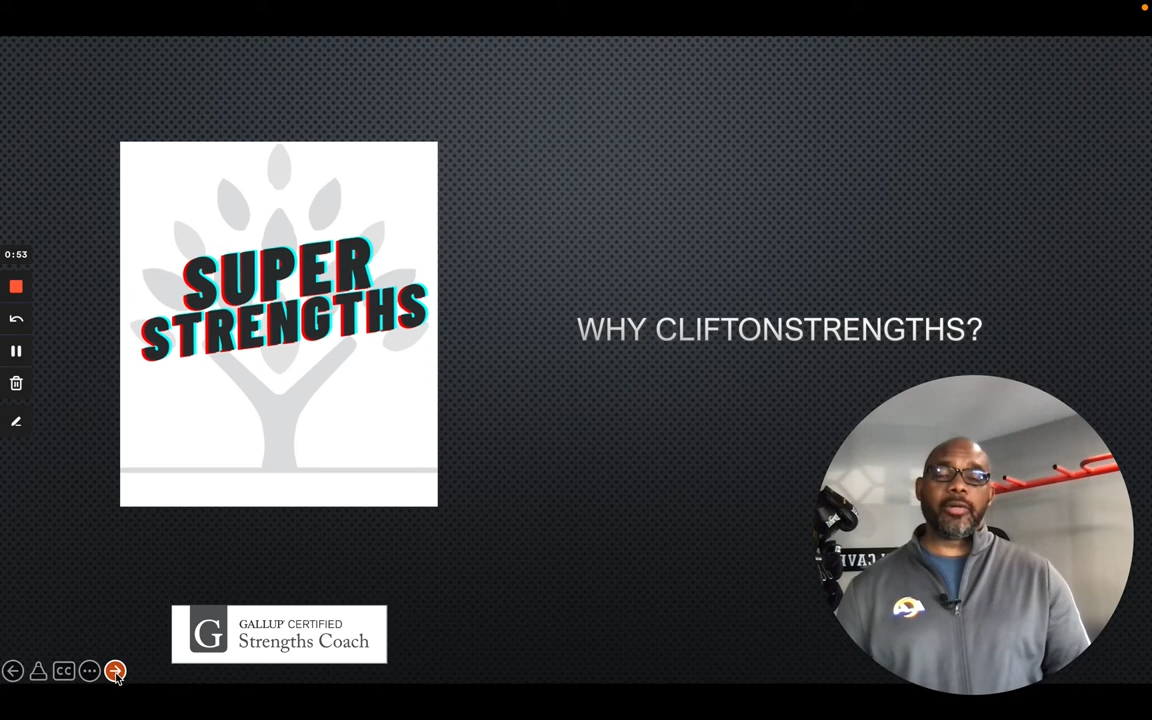 SUPER
STRENGTHS
WHY CLIFTONSTRENGTHS?
0:53
G
GALLUP® CERTIFIED
Strengths Coach
CC